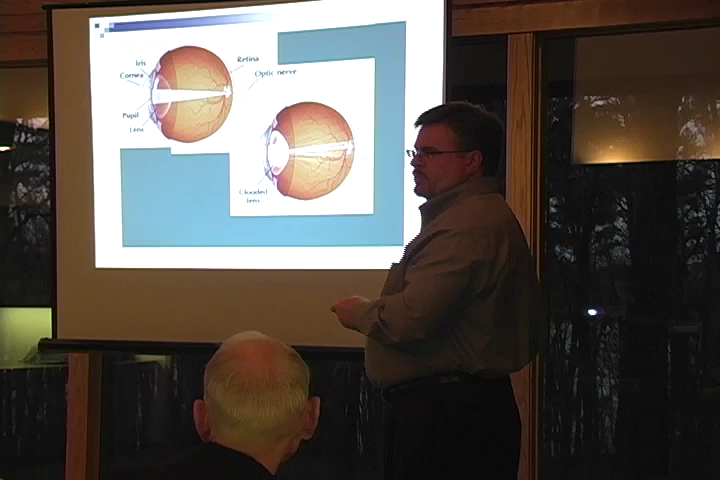 Iris
Cornea
Pupil
Lens
Retina
Optic nerve
Clouded
lens